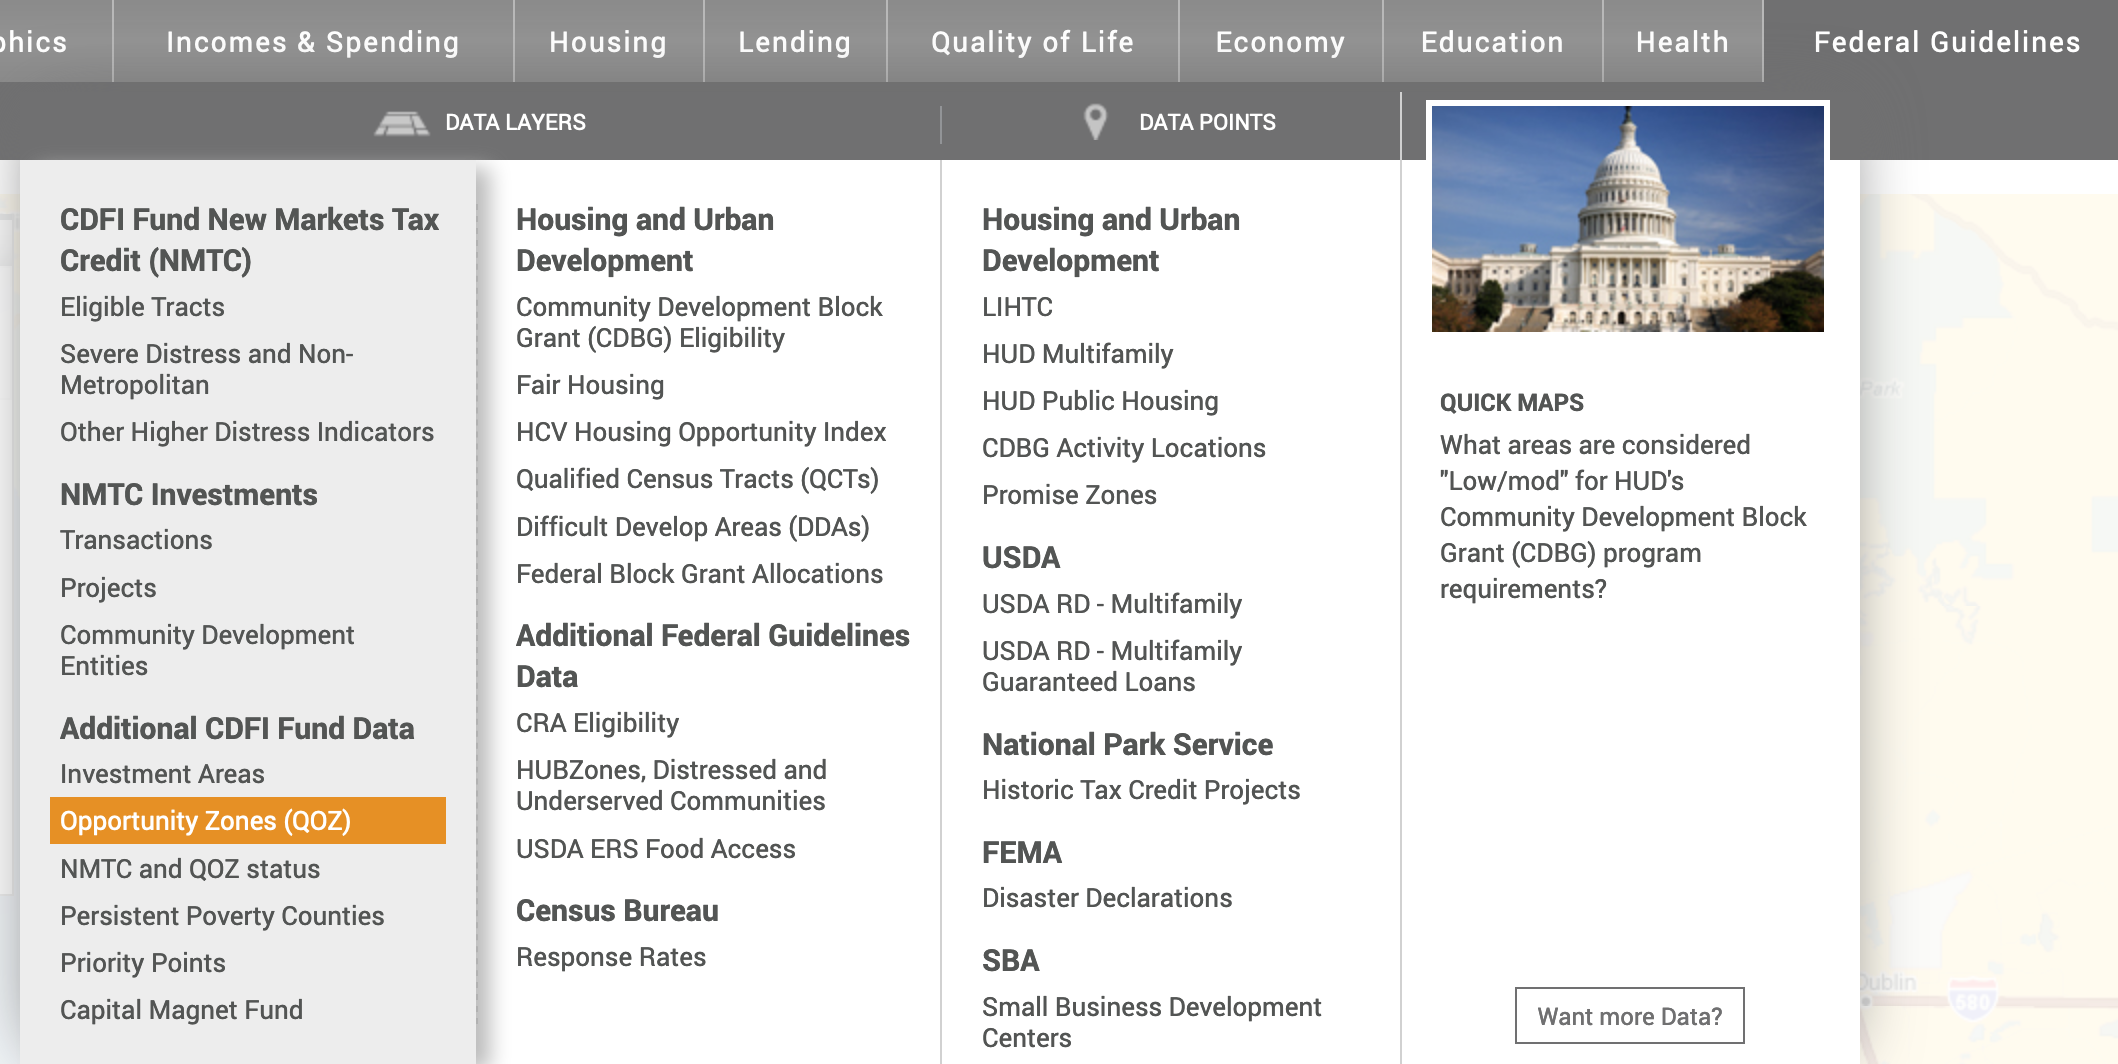 phics
Incomes & Spending
Housing
Lending
Quality of Life
Economy
Education
Health
Federal Guidelines
DATA LAYERS
DATA POINTS
CDFI Fund New Markets Tax
Credit (NMTC)
Eligible Tracts
Severe Distress and Non-
Metropolitan
Other Higher Distress Indicators
NMTC Investments
Transactions
Projects
Community Development
Entities
Additional CDFI Fund Data
Investment Areas
Opportunity Zones (QOZ)
NMTC and QOZ status
Persistent Poverty Counties
Priority Points
Capital Magnet Fund
Housing and Urban
Development
Community Development Block
Grant (CDBG) Eligibility
Fair Housing
HCV Housing Opportunity Index
Qualified Census Tracts (QCTs)
Difficult Develop Areas (DDAs)
Federal Block Grant Allocations
Additional Federal Guidelines
Data
CRA Eligibility
HUBZones, Distressed and
Underserved Communities
USDA ERS Food Access
Census Bureau
Response Rates
Housing and Urban
Development
LIHTC
HUD Multifamily
HUD Public Housing
CDBG Activity Locations
Promise Zones
USDA
USDA RD - Multifamily
USDA RD - Multifamily
Guaranteed Loans
National Park Service
Historic Tax Credit Projects
FEMA
Disaster Declarations
SBA
Small Business Development
Centers
QUICK MAPS
What areas are considered
"Low/mod" for HUD's
Community Development Block
Grant (CDBG) program
requirements?
Want more Data?
Park
Dublin
580